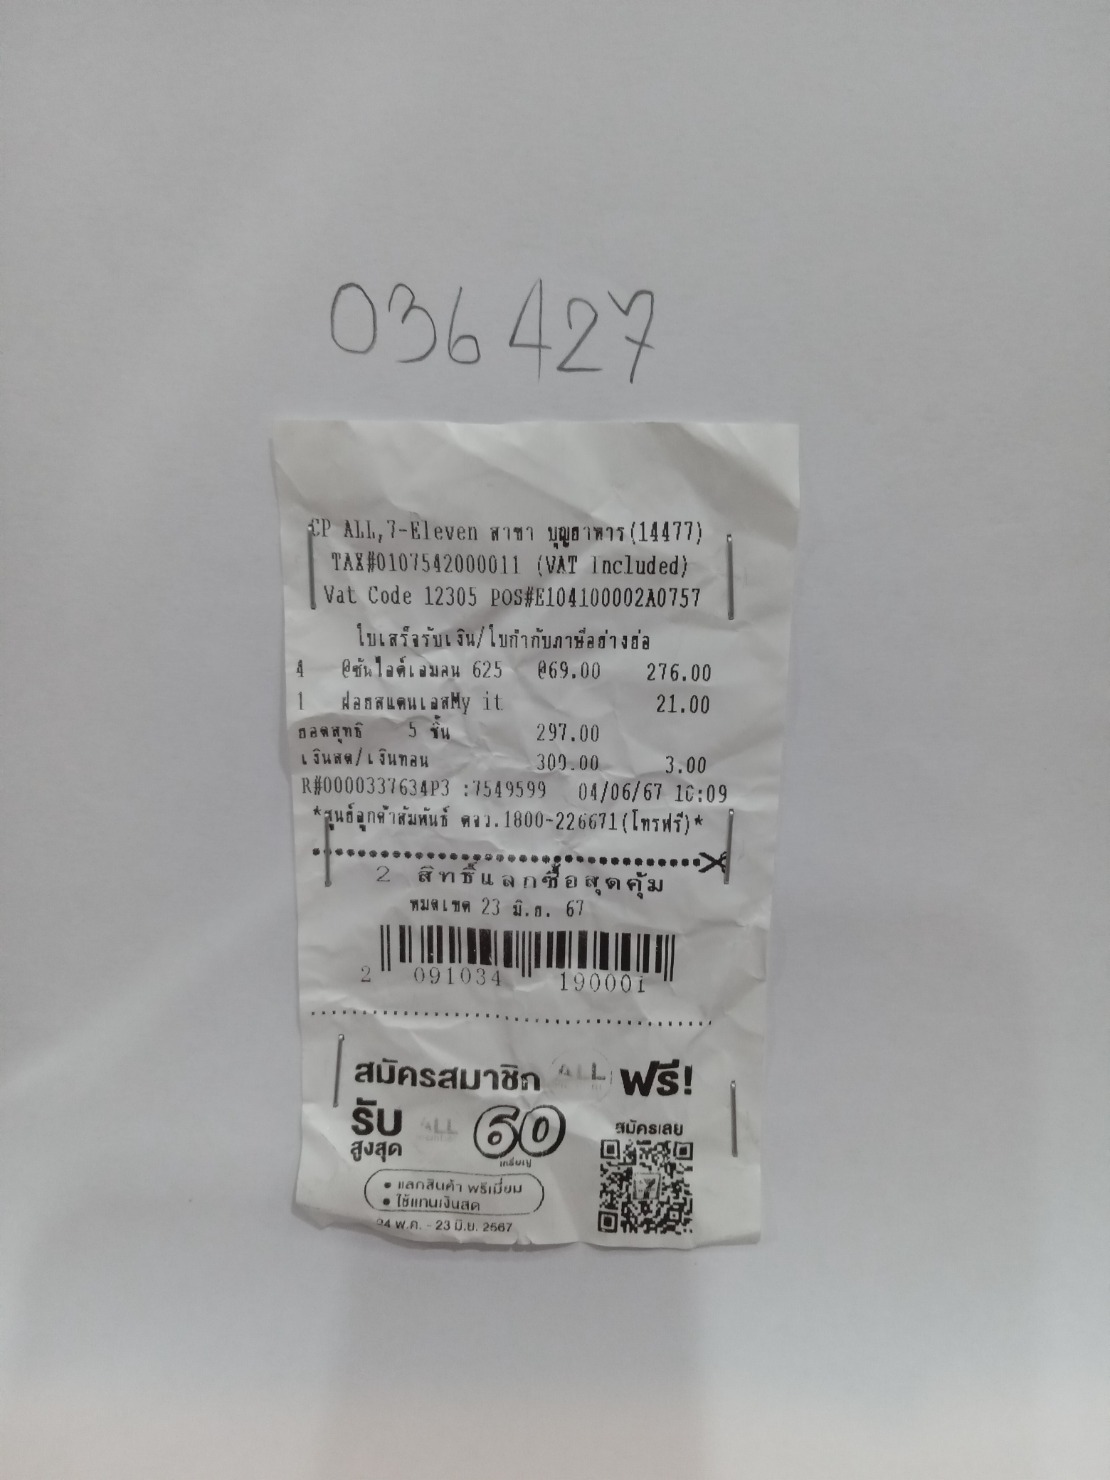 036427
CP ALL,7-Eleven สาขา บุญอาหาร(14477)
TAX#0107542000011 (VAT Included)
Vat Code 12305 POS#E104100002A0757
ใบเสร็จรับเงิน/ใบกำกับภาษีอย่างย่อ
4 @ซันไลต์เลมอน 625 @69.00 276.00
1 ฝอยสแตนเลสMy it 21.00
ยอดสุทธิ 5 ชิ้น 297.00
เงินสด/เงินทอน 300.00 3.00
R#0000337634P3 :7549599 04/06/67
*ศูนย์ลูกค้าสัมพันธ์ ตจว.1800-226671(โทรฟรี)*
2 สิทธิ์แลกซื้อสุดคุ้ม
หมดเขต 23 มิ.ย. 67
2 091034 190001
สมัครสมาชิก ALL ฟรี!
รับ ALL 60
สูงสุด สมัครเลย
เหรียญ
• แลกสินค้า พรีเมี่ยม
• ใช้แทนเงินสด
24 พ.ค. - 23 มิ.ย. 2567